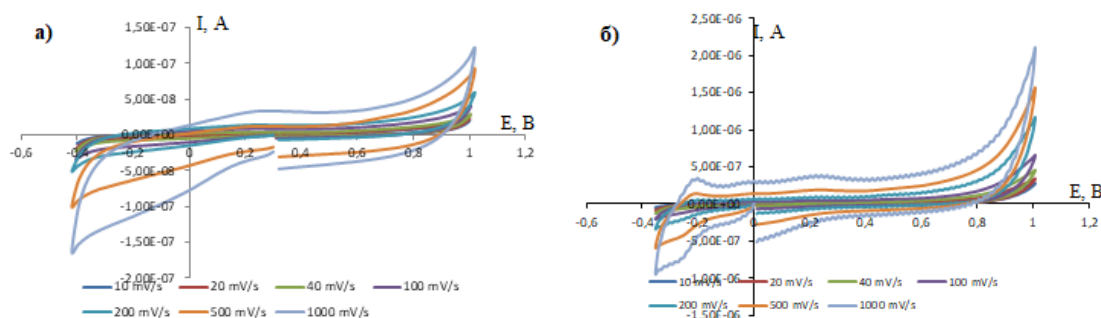 а)
I, A
1,50E-07
1,00E-07
5,00E-08
0,00E+00
-5,00E-08
-1,00E-07
-1,50E-07
-2,00E-07
E, В
-0,6 -0,4 -0,2 0 0,2 0,4 0,6 0,8 1 1,2
10 mV/s 20 mV/s 40 mV/s 100 mV/s
200 mV/s 500 mV/s 1000 mV/s
б)
I, A
2,50E-06
2,00E-06
1,50E-06
1,00E-06
5,00E-07
0,00E+00
-5,00E-07
-1,00E-06
-1,50E-06
E, В
-0,6 -0,4 -0,2 0 0,2 0,4 0,6 0,8 1 1,2
10 mV/s 20 mV/s 40 mV/s 100 mV/s
200 mV/s 500 mV/s 1000 mV/s